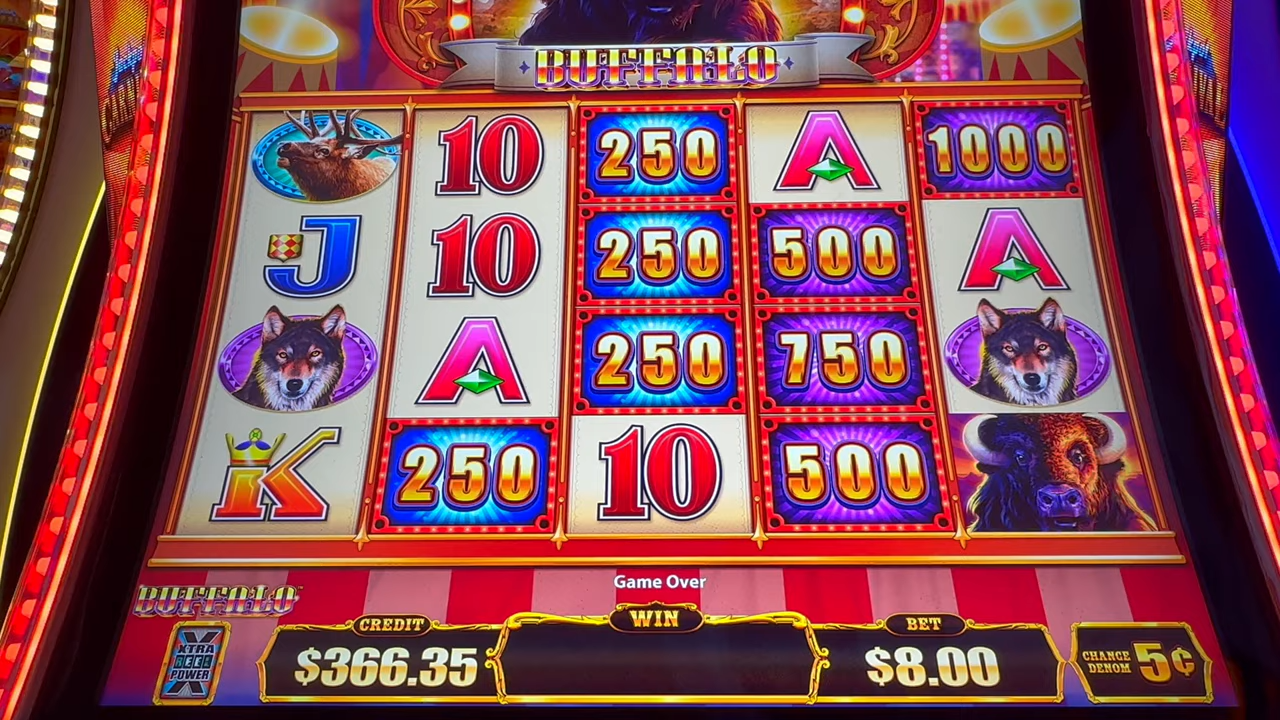 BUFFALO
10 250 A 1000
J 10 250 500 A
A 250 750
K 250 10 500
Game Over
BUFFALO
CREDIT WIN BET
XTRA REEL POWER
$366.35 $8.00
CHANGE DENOM 5¢